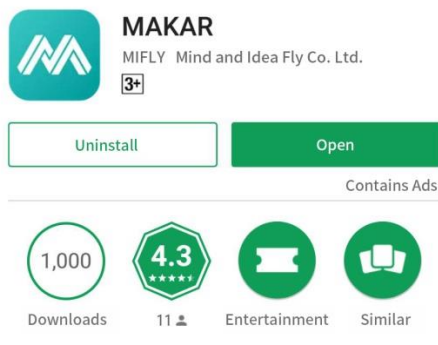 MAKAR
MIFLY Mind and Idea Fly Co. Ltd.
3+
Uninstall Open
Contains Ads
1,000 4.3
Downloads 11 Entertainment Similar